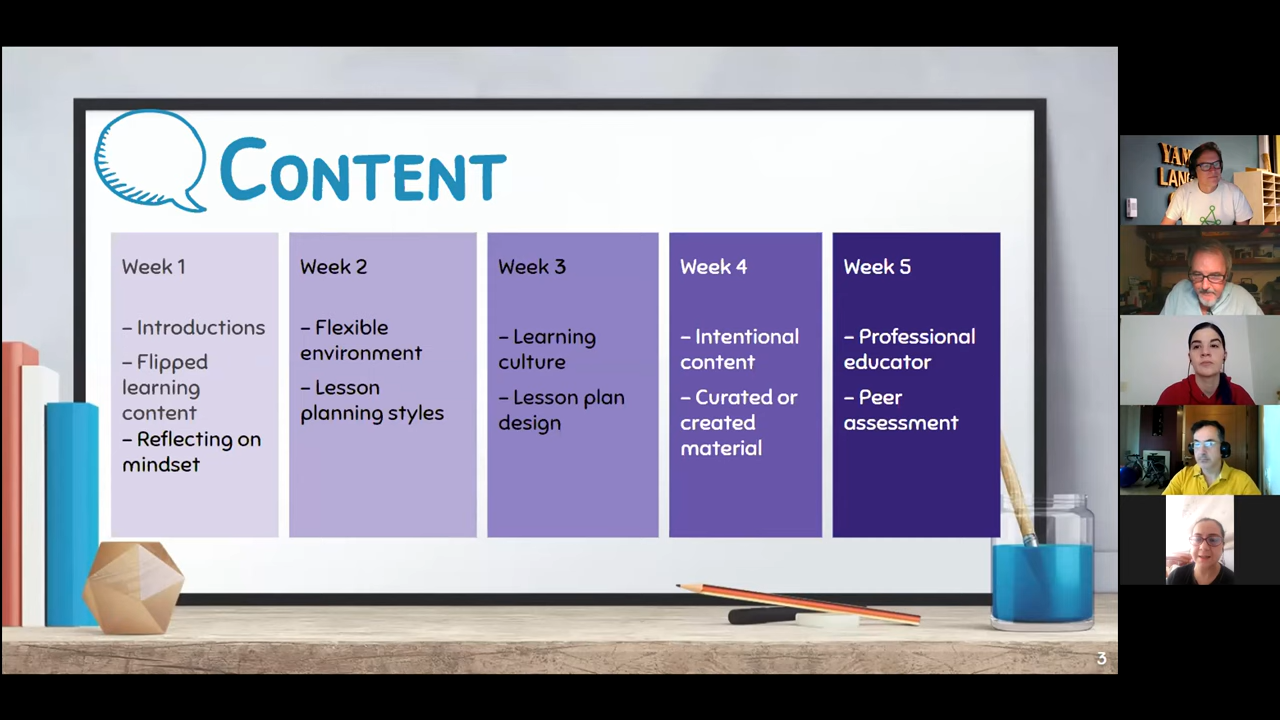 CONTENT
Week 1
– Introductions
– Flipped
learning
content
– Reflecting on
mindset
Week 2
– Flexible
environment
– Lesson
planning styles
Week 3
– Learning
culture
– Lesson plan
design
Week 4
– Intentional
content
– Curated or
created
material
Week 5
– Professional
educator
– Peer
assessment
3